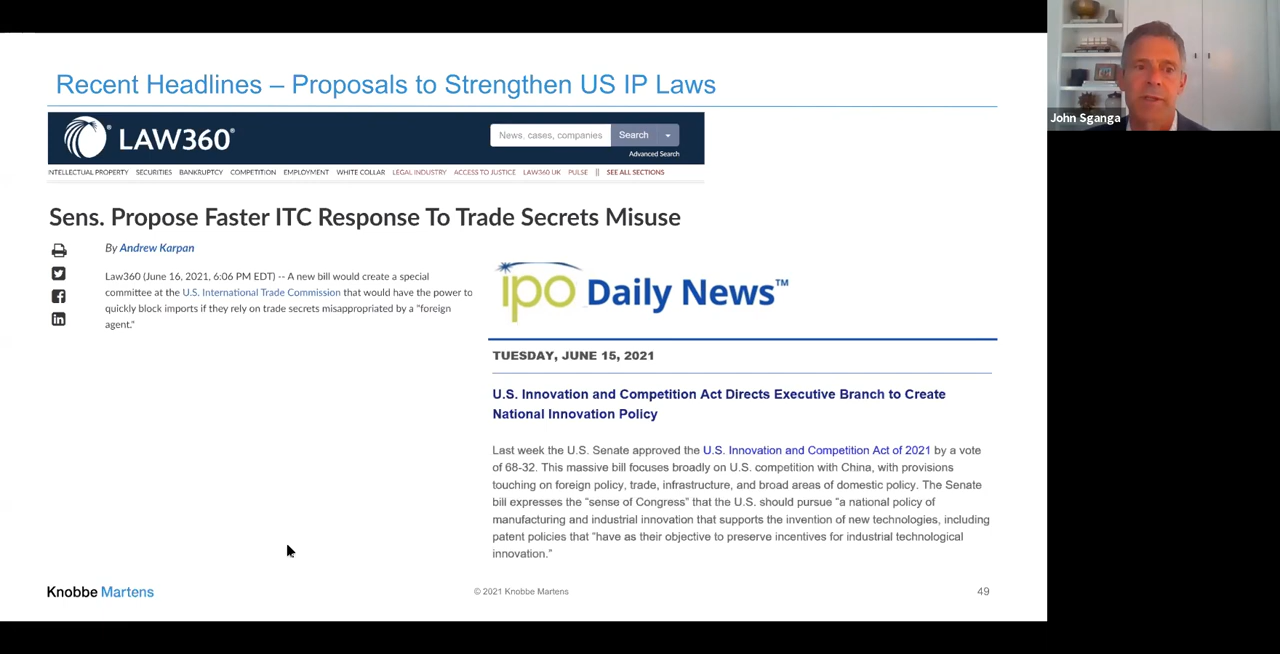 Recent Headlines – Proposals to Strengthen US IP Laws
LAW360®
News, cases, companies
Search
Advanced Search
INTELLECTUAL PROPERTY SECURITIES BANKRUPTCY COMPETITION EMPLOYMENT WHITE COLLAR LEGAL INDUSTRY ACCESS TO JUSTICE LAW360 UK PULSE || SEE ALL SECTIONS
Sens. Propose Faster ITC Response To Trade Secrets Misuse
By Andrew Karpan
Law360 (June 16, 2021, 6:06 PM EDT) -- A new bill would create a special
committee at the U.S. International Trade Commission that would have the power to
quickly block imports if they rely on trade secrets misappropriated by a "foreign
agent."
ipo Daily News™
TUESDAY, JUNE 15, 2021
U.S. Innovation and Competition Act Directs Executive Branch to Create
National Innovation Policy
Last week the U.S. Senate approved the U.S. Innovation and Competition Act of 2021 by a vote
of 68-32. This massive bill focuses broadly on U.S. competition with China, with provisions
touching on foreign policy, trade, infrastructure, and broad areas of domestic policy. The Senate
bill expresses the "sense of Congress" that the U.S. should pursue "a national policy of
manufacturing and industrial innovation that supports the invention of new technologies, including
patent policies that "have as their objective to preserve incentives for industrial technological
innovation."
Knobbe Martens
© 2021 Knobbe Martens
49
John Sganga